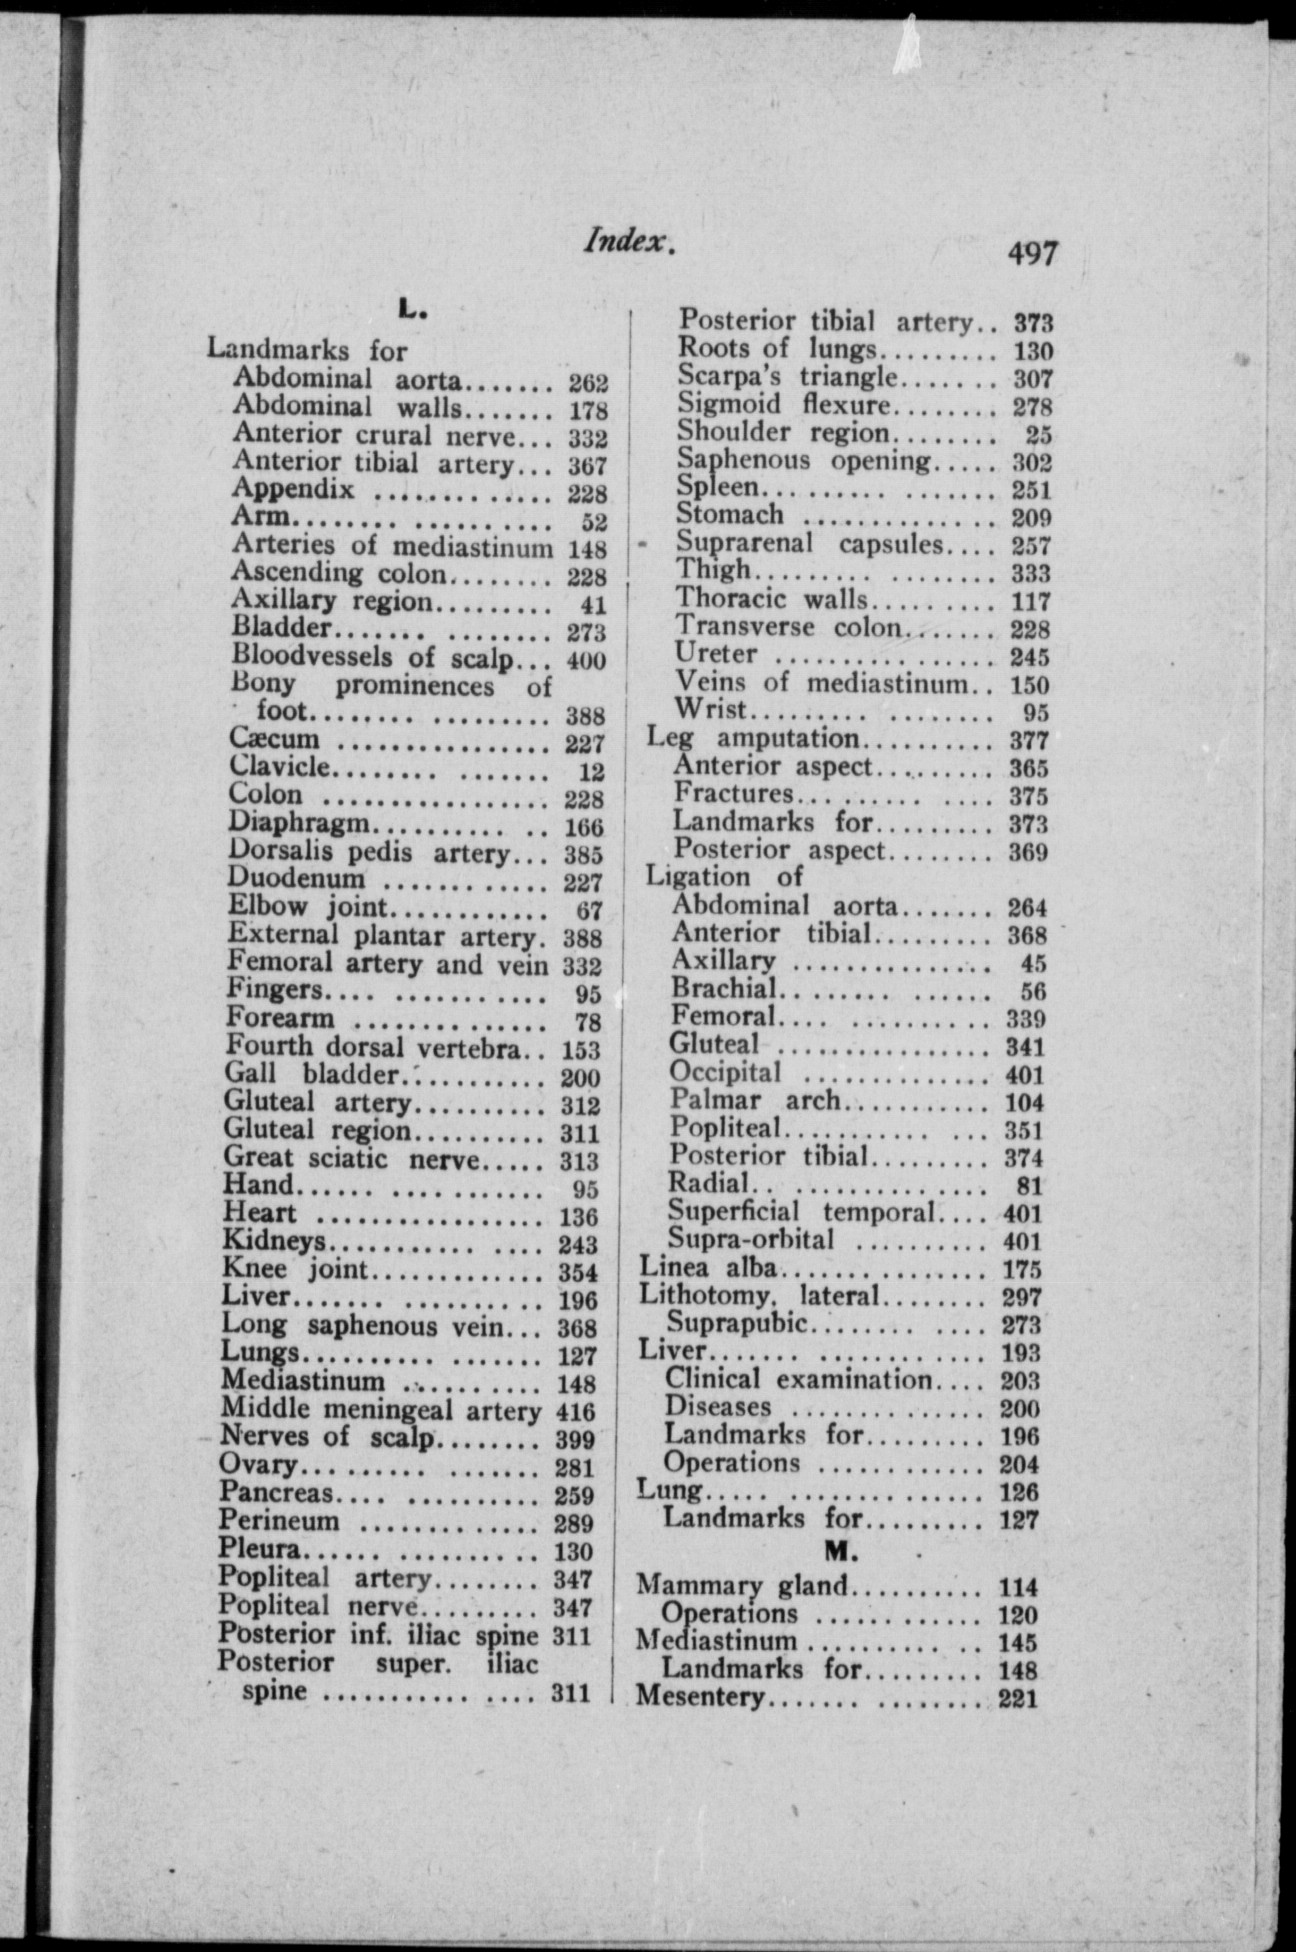 Index.
497
L.
Landmarks for
Abdominal aorta....... 262
Abdominal walls....... 178
Anterior crural nerve... 332
Anterior tibial artery... 367
Appendix ............. 228
Arm.................. 52
Arteries of mediastinum 148
Ascending colon........ 228
Axillary region......... 41
Bladder............... 273
Bloodvessels of scalp... 400
Bony prominences of
foot................. 388
Cæcum ................ 227
Clavicle............... 12
Colon ................. 228
Diaphragm............ 166
Dorsalis pedis artery... 385
Duodenum ............ 227
Elbow joint............ 67
External plantar artery. 388
Femoral artery and vein 332
Fingers............... 95
Forearm .............. 78
Fourth dorsal vertebra.. 153
Gall bladder........... 200
Gluteal artery.......... 312
Gluteal region.......... 311
Great sciatic nerve..... 313
Hand................. 95
Heart ................. 136
Kidneys............... 243
Knee joint............. 354
Liver................. 196
Long saphenous vein... 368
Lungs................. 127
Mediastinum .......... 148
Middle meningeal artery 416
Nerves of scalp........ 399
Ovary................ 281
Pancreas.............. 259
Perineum ............. 289
Pleura................ 130
Popliteal artery........ 347
Popliteal nerve......... 347
Posterior inf. iliac spine 311
Posterior super. iliac
spine ............... 311
Posterior tibial artery.. 373
Roots of lungs......... 130
Scarpa's triangle....... 307
Sigmoid flexure........ 278
Shoulder region........ 25
Saphenous opening..... 302
Spleen................ 251
Stomach .............. 209
Suprarenal capsules.... 257
Thigh................. 333
Thoracic walls......... 117
Transverse colon....... 228
Ureter ................ 245
Veins of mediastinum.. 150
Wrist................. 95
Leg amputation.......... 377
Anterior aspect......... 365
Fractures............. 375
Landmarks for......... 373
Posterior aspect........ 369
Ligation of
Abdominal aorta....... 264
Anterior tibial......... 368
Axillary ............... 45
Brachial.............. 56
Femoral.............. 339
Gluteal ................ 341
Occipital .............. 401
Palmar arch........... 104
Popliteal.............. 351
Posterior tibial......... 374
Radial................ 81
Superficial temporal.... 401
Supra-orbital .......... 401
Linea alba............... 175
Lithotomy, lateral........ 297
Suprapubic............ 273
Liver................... 193
Clinical examination.... 203
Diseases .............. 200
Landmarks for......... 196
Operations ............ 204
Lung.................. 126
Landmarks for......... 127
M.
Mammary gland.......... 114
Operations ............ 120
Mediastinum ............ 145
Landmarks for......... 148
Mesentery............... 221